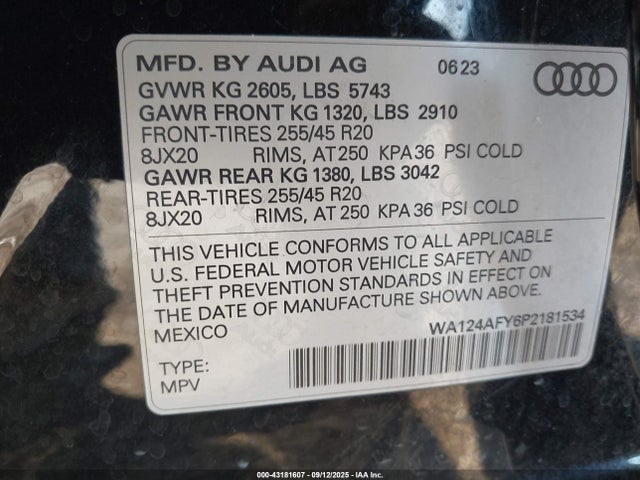 MFD. BY AUDI AG 0623
GVWR KG 2605, LBS 5743
GAWR FRONT KG 1320, LBS 2910
FRONT-TIRES 255/45 R20
8JX20 RIMS, AT 250 KPA 36 PSI COLD
GAWR REAR KG 1380, LBS 3042
REAR-TIRES 255/45 R20
8JX20 RIMS, AT 250 KPA 36 PSI COLD
THIS VEHICLE CONFORMS TO ALL APPLICABLE
U.S. FEDERAL MOTOR VEHICLE SAFETY AND
THEFT PREVENTION STANDARDS IN EFFECT ON
THE DATE OF MANUFACTURE SHOWN ABOVE.
MEXICO
WA124AFY6P2181534
TYPE:
MPV
000-43181607 - 09/12/2025 - IAA Inc.